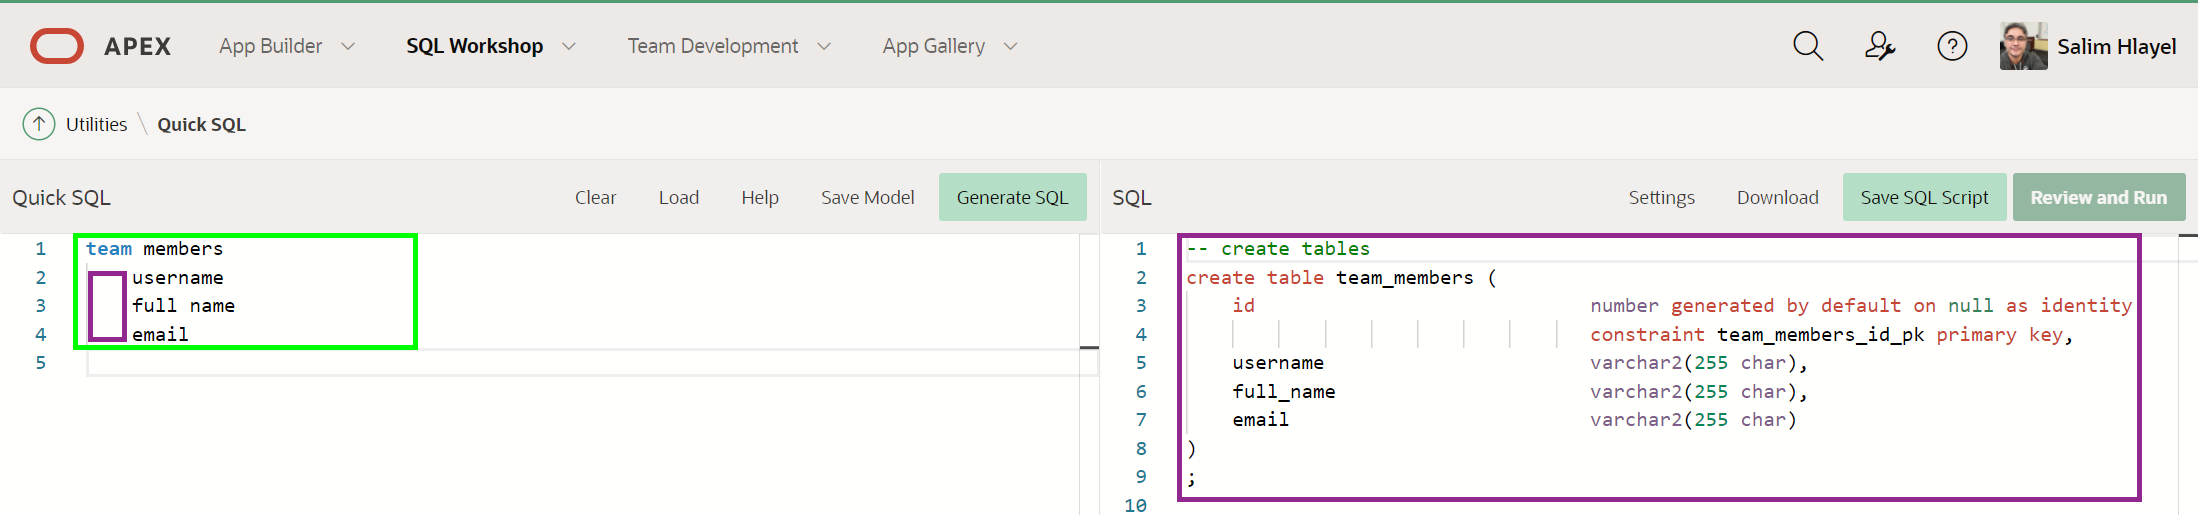 APEX App Builder SQL Workshop Team Development App Gallery Salim Hlayel
Utilities \ Quick SQL
Quick SQL Clear Load Help Save Model Generate SQL
1 team members
2 username
3 full name
4 email
5
SQL Settings Download Save SQL Script Review and Run
1 -- create tables
2 create table team_members (
3 id number generated by default on null as identity
4 constraint team_members_id_pk primary key,
5 username varchar2(255 char),
6 full_name varchar2(255 char),
7 email varchar2(255 char)
8 )
9 ;
10